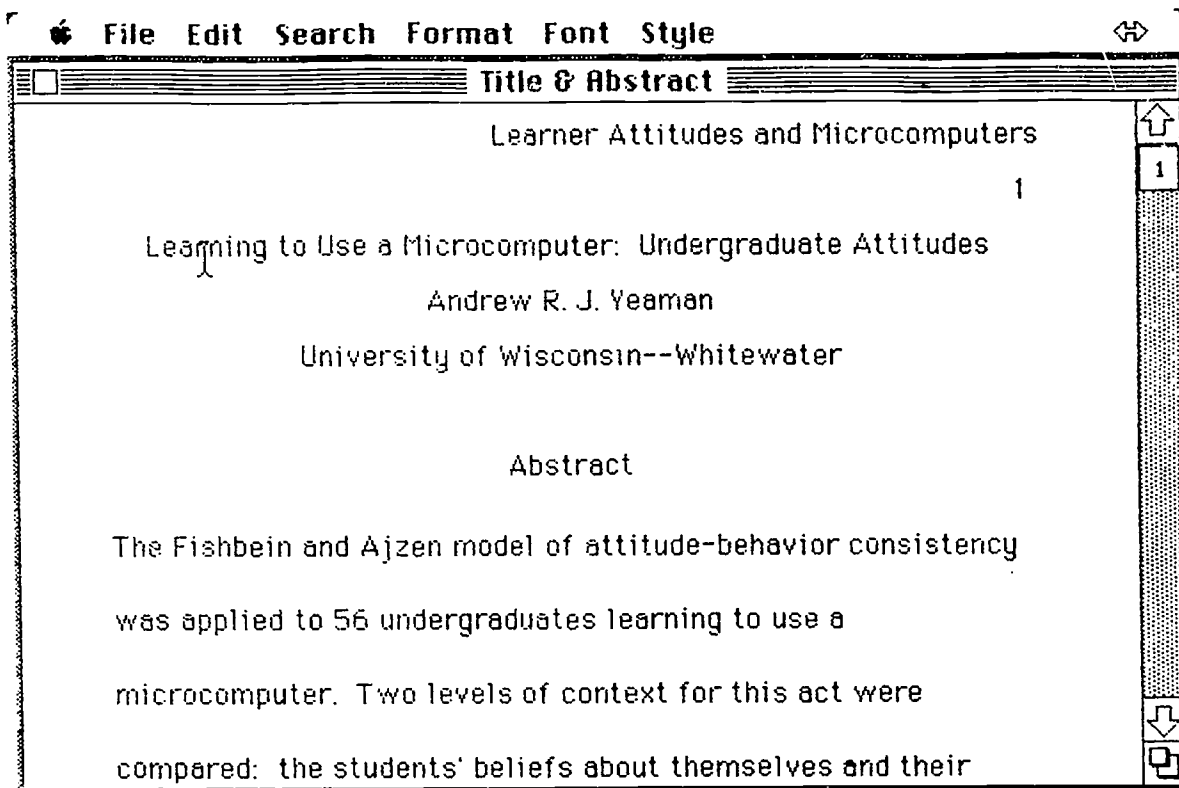 File Edit Search Format Font Style
Title & Abstract
Learner Attitudes and Microcomputers
1
1
Learning to Use a Microcomputer: Undergraduate Attitudes
Andrew R. J. Yeaman
University of Wisconsin--Whitewater
Abstract
The Fishbein and Ajzen model of attitude-behavior consistency
was applied to 56 undergraduates learning to use a
microcomputer. Two levels of context for this act were
compared: the students' beliefs about themselves and their